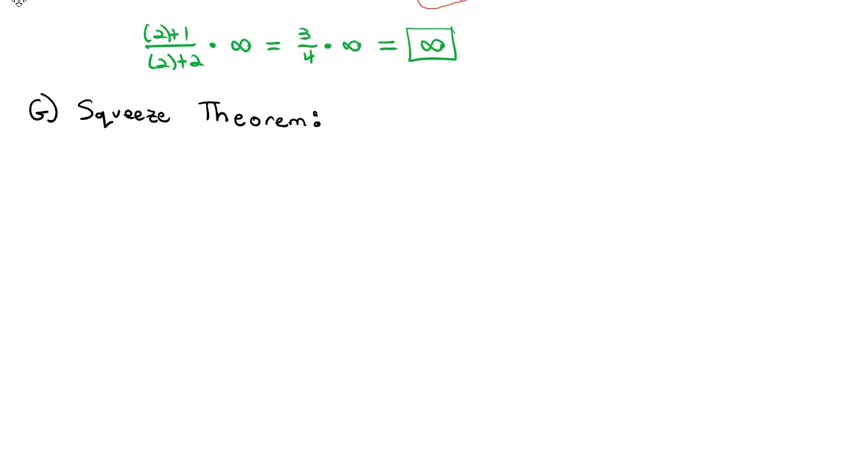 (2)+1/(2)+2 · ∞ = 3/4 · ∞ = ∞
G) Squeeze Theorem: